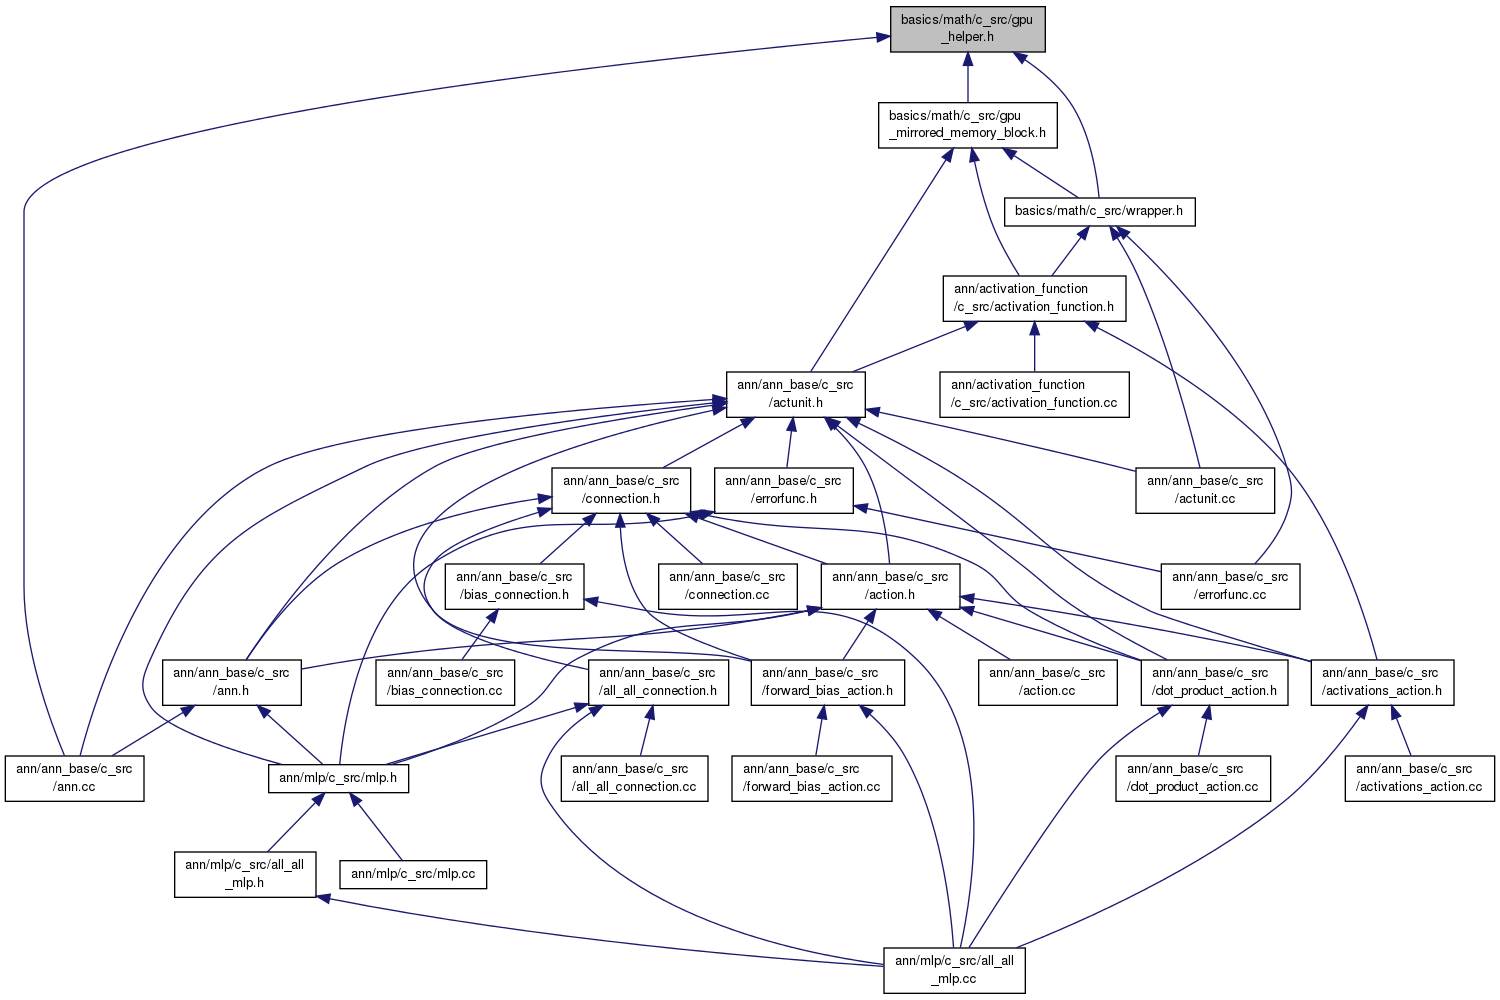 basics/math/c_src/gpu
_helper.h
basics/math/c_src/gpu
_mirrored_memory_block.h
basics/math/c_src/wrapper.h
ann/activation_function
/c_src/activation_function.h
ann/ann_base/c_src
/actunit.h
ann/activation_function
/c_src/activation_function.cc
ann/ann_base/c_src
/connection.h
ann/ann_base/c_src
/errorfunc.h
ann/ann_base/c_src
/actunit.cc
ann/ann_base/c_src
/bias_connection.h
ann/ann_base/c_src
/connection.cc
ann/ann_base/c_src
/action.h
ann/ann_base/c_src
/errorfunc.cc
ann/ann_base/c_src
/ann.h
ann/ann_base/c_src
/bias_connection.cc
ann/ann_base/c_src
/all_all_connection.h
ann/ann_base/c_src
/forward_bias_action.h
ann/ann_base/c_src
/action.cc
ann/ann_base/c_src
/dot_product_action.h
ann/ann_base/c_src
/activations_action.h
ann/ann_base/c_src
/ann.cc
ann/mlp/c_src/mlp.h
ann/ann_base/c_src
/all_all_connection.cc
ann/ann_base/c_src
/forward_bias_action.cc
ann/ann_base/c_src
/dot_product_action.cc
ann/ann_base/c_src
/activations_action.cc
ann/mlp/c_src/all_all
_mlp.h
ann/mlp/c_src/mlp.cc
ann/mlp/c_src/all_all
_mlp.cc